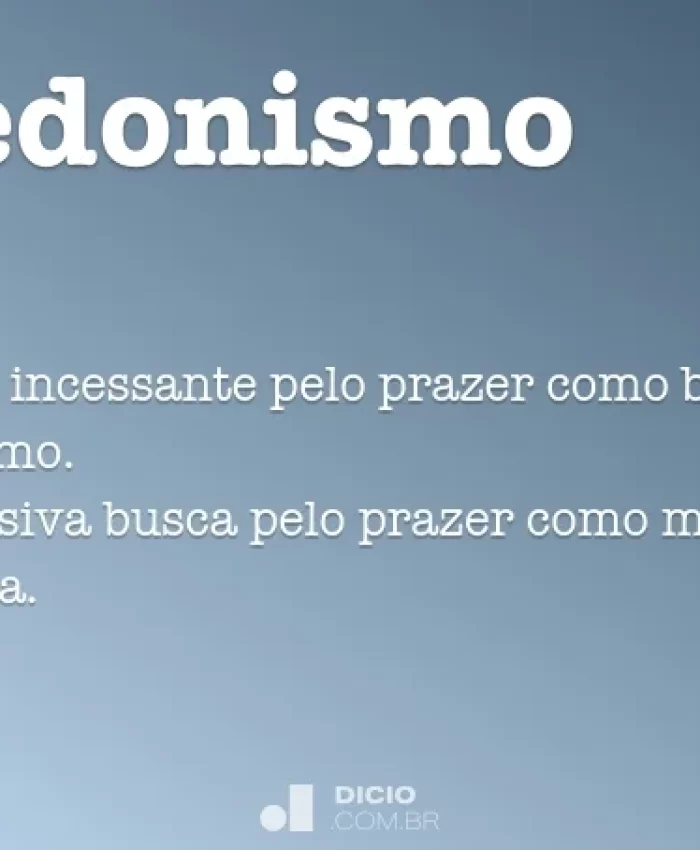 edonismo
incessante pelo prazer como b
mo.
siva busca pelo prazer como m
a.
DICIO
.COM.BR